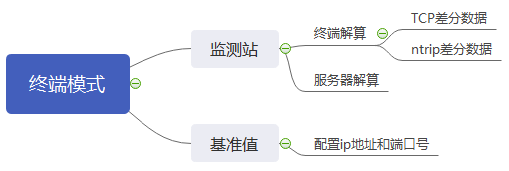 终端模式
监测站
终端解算
TCP差分数据
ntrip差分数据
服务器解算
基准值
配置ip地址和端口号